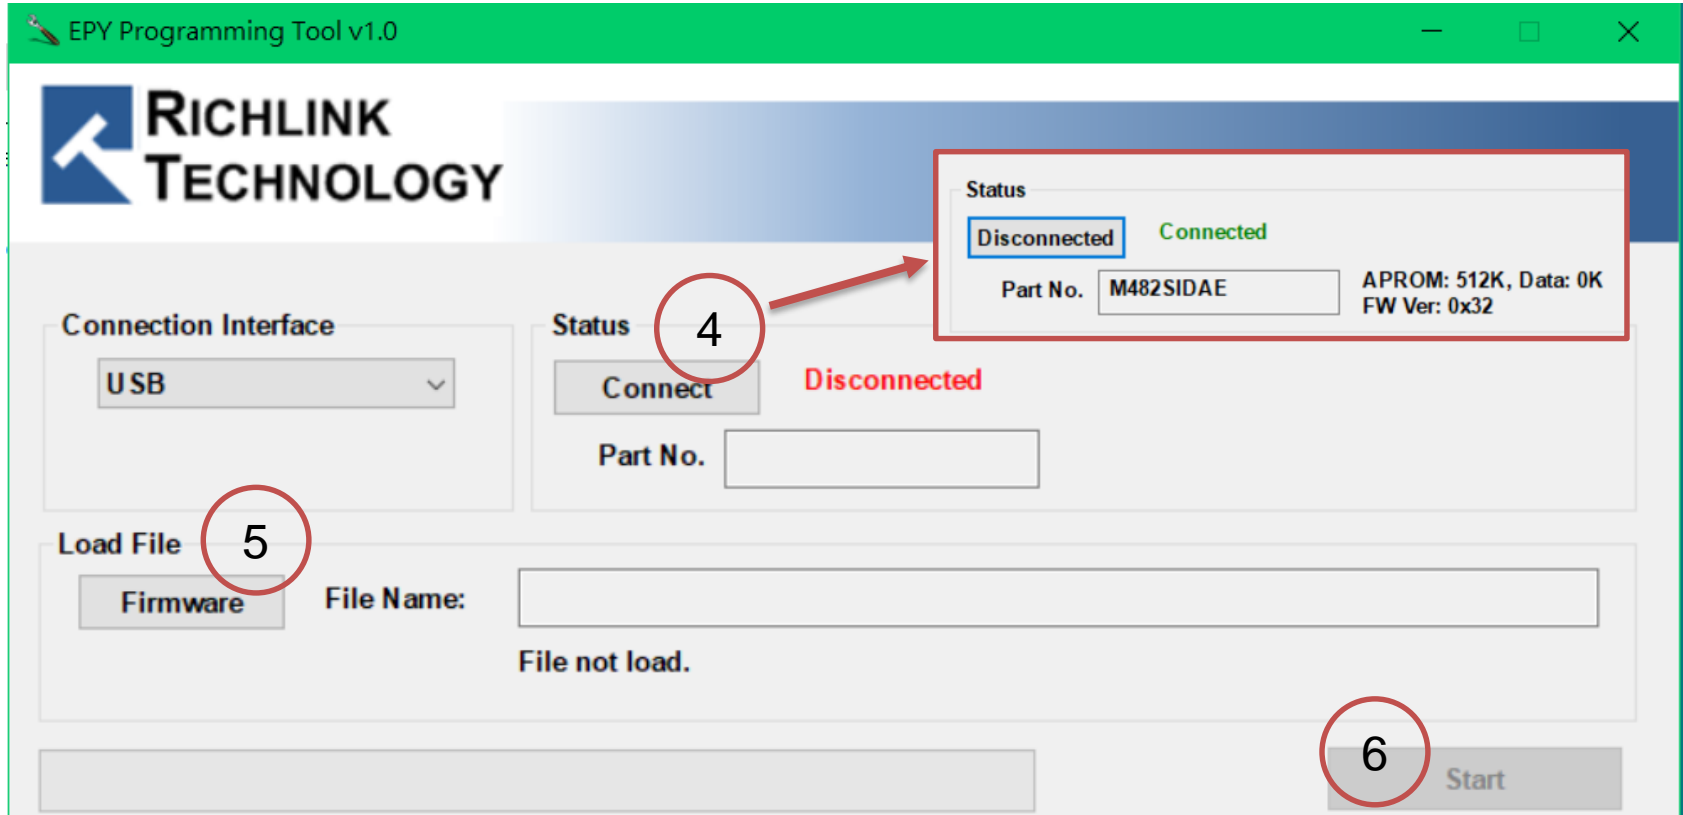 EPY Programming Tool v1.0
RICHLINK
TECHNOLOGY
Status
Disconnected Connected
Part No. M482SIDAE APROM: 512K, Data: 0K
FW Ver: 0x32
4
Connection Interface
USB
Status
Connect Disconnected
Part No.
5
Load File
Firmware File Name:
File not load.
6
Start